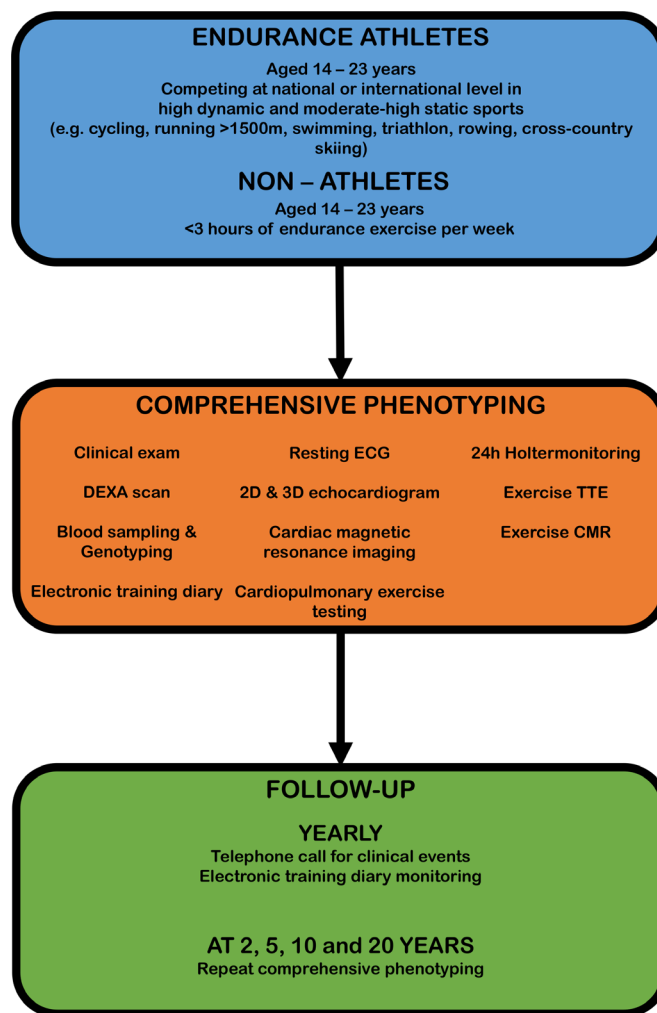 ENDURANCE ATHLETES
Aged 14 – 23 years
Competing at national or international level in
high dynamic and moderate-high static sports
(e.g. cycling, running >1500m, swimming, triathlon, rowing, cross-country
skiing)
NON – ATHLETES
Aged 14 – 23 years
<3 hours of endurance exercise per week
COMPREHENSIVE PHENOTYPING
Clinical exam
DEXA scan
Blood sampling &
Genotyping
Electronic training diary
Resting ECG
2D & 3D echocardiogram
Cardiac magnetic
resonance imaging
Cardiopulmonary exercise
testing
24h Holtermonitoring
Exercise TTE
Exercise CMR
FOLLOW-UP
YEARLY
Telephone call for clinical events
Electronic training diary monitoring
AT 2, 5, 10 and 20 YEARS
Repeat comprehensive phenotyping